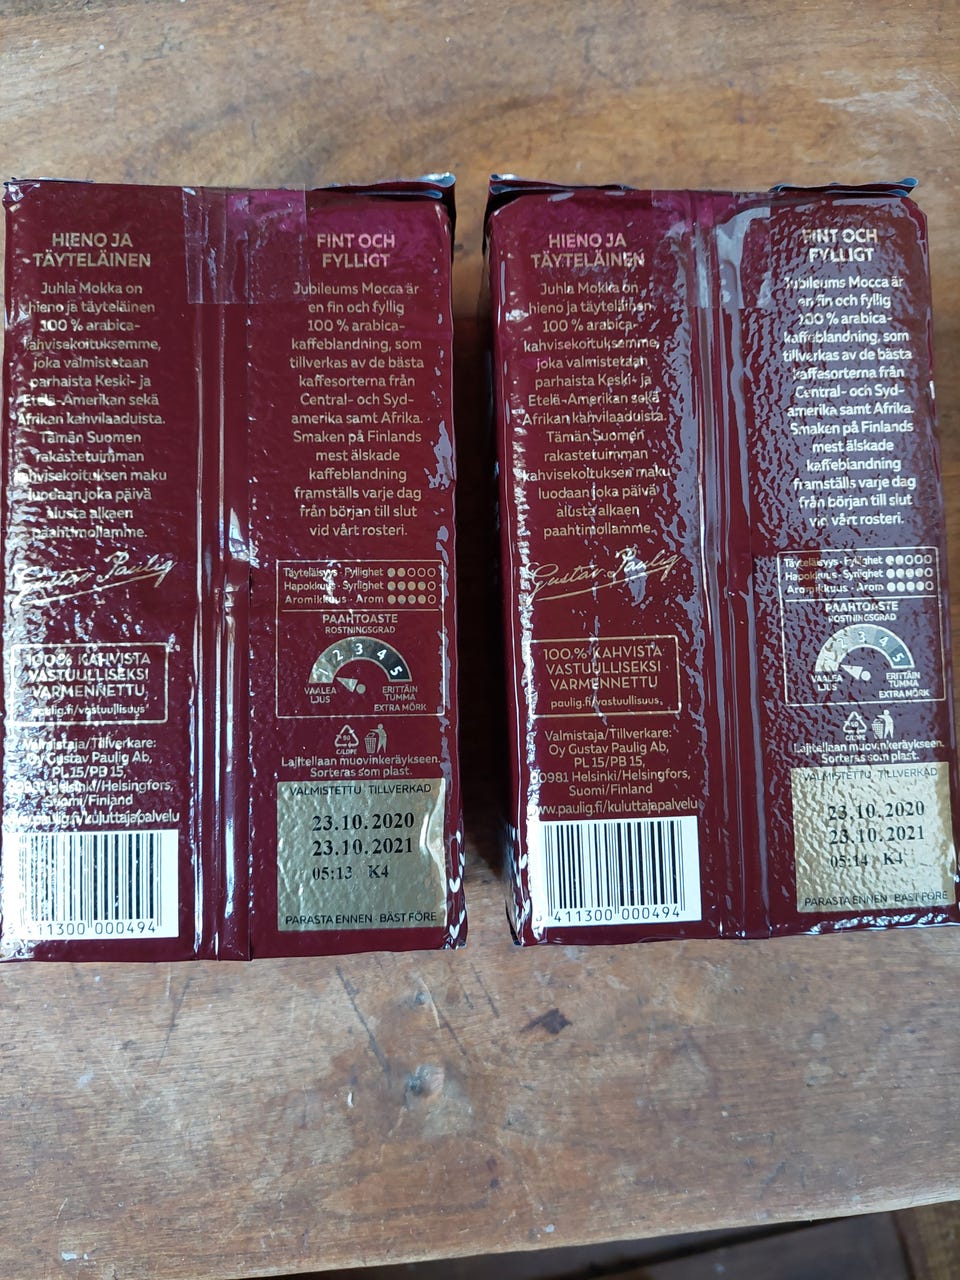 HIENO JA
TÄYTELÄINEN
Juhla Mokka on
hieno ja täyteläinen
100 % arabica-
kahvisekoituksemme,
joka valmistetaan
parhaista Keski- ja
Etelä-Amerikan sekä
Afrikan kahvilaaduista.
Tämän Suomen
rakastetuimman
kahvisekoituksen maku
luodaan joka päivä
alusta alkaen
paahtimollamme.
Gustav Paulig
100% KAHVISTA
VASTUULLISEKSI
VARMENNETTU
paulig.fi/vastuullisuus
Valmistaja/Tillverkare:
Oy Gustav Paulig Ab,
PL 15/PB 15,
00981 Helsinki/Helsingfors,
Suomi/Finland
www.paulig.fi/kuluttajapalvelu
411300 000494
FINT OCH
FYLLIGT
Jubileums Mocca är
en fin och fyllig
100 % arabica-
kaffeblandning, som
tillverkas av de bästa
kaffesorterna från
Central- och Syd-
amerika samt Afrika.
Smaken på Finlands
mest älskade
kaffeblandning
framställs varje dag
från början till slut
vid vårt rosteri.
Täyteläisyys · Fyllighet
Hapokkuus · Syrlighet
Aromikkuus · Arom
PAAHTOASTE
ROSTNINGSGRAD
1 2 3 4 5
VAALEA
LJUS
ERITTÄIN
TUMMA
EXTRA MÖRK
90
C/LDPE
Lajitellaan muovinkeräykseen.
Sorteras som plast.
VALMISTETTU · TILLVERKAD
23.10.2020
23.10.2021
05:13 K4
PARASTA ENNEN · BÄST FÖRE
HIENO JA
TÄYTELÄINEN
Juhla Mokka on
hieno ja täyteläinen
100 % arabica-
kahvisekoituksemme,
joka valmistetaan
parhaista Keski- ja
Etelä-Amerikan sekä
Afrikan kahvilaaduista.
Tämän Suomen
rakastetuimman
kahvisekoituksen maku
luodaan joka päivä
alusta alkaen
paahtimollamme.
Gustav Paulig
100% KAHVISTA
VASTUULLISEKSI
VARMENNETTU
paulig.fi/vastuullisuus
Valmistaja/Tillverkare:
Oy Gustav Paulig Ab,
PL 15/PB 15,
00981 Helsinki/Helsingfors,
Suomi/Finland
www.paulig.fi/kuluttajapalvelu
411300 000494
FINT OCH
FYLLIGT
Jubileums Mocca är
en fin och fyllig
100 % arabica-
kaffeblandning, som
tillverkas av de bästa
kaffesorterna från
Central- och Syd-
amerika samt Afrika.
Smaken på Finlands
mest älskade
kaffeblandning
framställs varje dag
från början till slut
vid vårt rosteri.
Täyteläisyys · Fyllighet
Hapokkuus · Syrlighet
Aromikkuus · Arom
PAAHTOASTE
ROSTNINGSGRAD
3 4 5
VAALEA
LJUS
ERITTÄIN
TUMMA
EXTRA MÖRK
90
C/LDPE
Lajitellaan muovinkeräykseen.
Sorteras som plast.
VALMISTETTU · TILLVERKAD
23.10.2020
23.10.2021
05:14 K4
PARASTA ENNEN · BÄST FÖRE